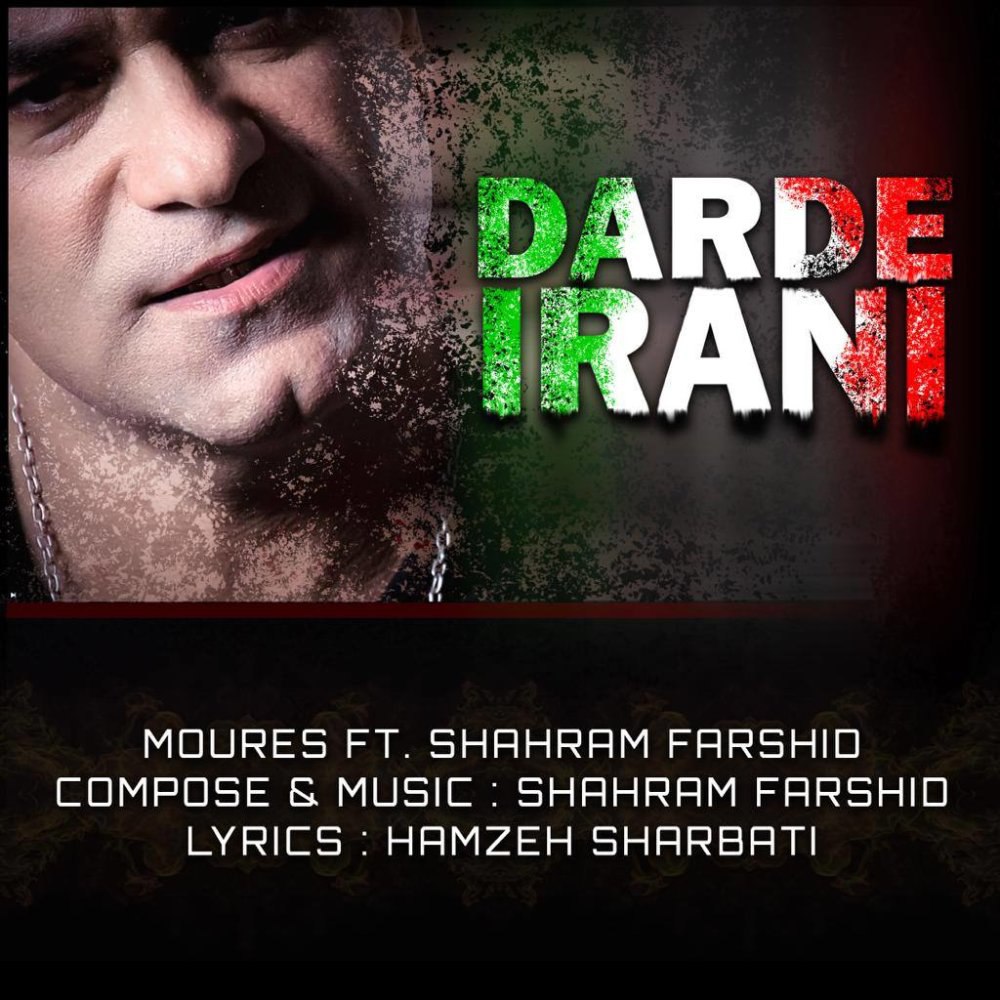 DARDE
IRANI
MOURES FT. SHAHRAM FARSHID
COMPOSE & MUSIC : SHAHRAM FARSHID
LYRICS : HAMZEH SHARBATI